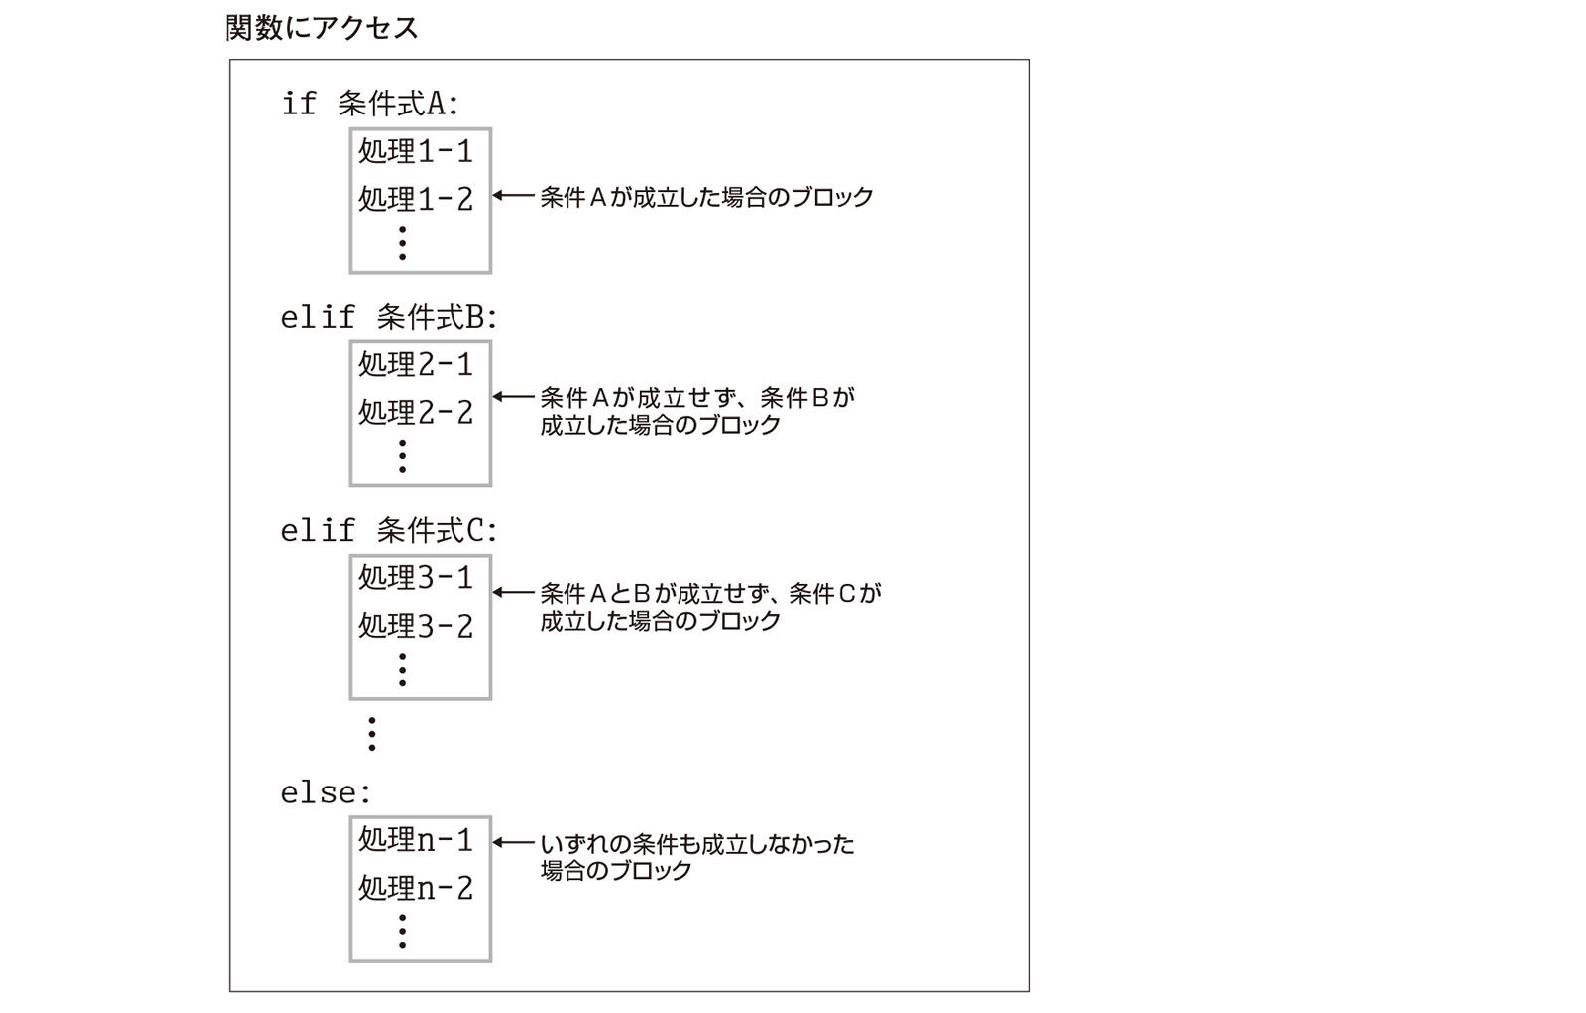 関数にアクセス
if 条件式A:
処理1-1
処理1-2
条件Aが成立した場合のブロック
elif 条件式B:
処理2-1
処理2-2
条件Aが成立せず、条件Bが
成立した場合のブロック
elif 条件式C:
処理3-1
処理3-2
条件AとBが成立せず、条件Cが
成立した場合のブロック
else:
処理n-1
処理n-2
いずれの条件も成立しなかった
場合のブロック